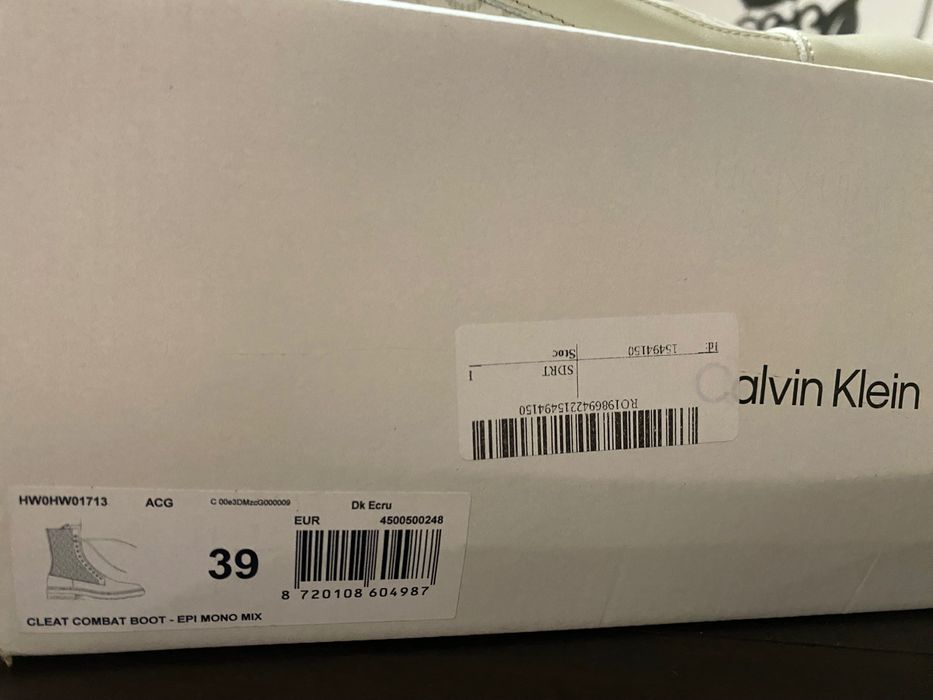 Id: 15494150 Stoc
SDRT 1
RO1986942215494150
Calvin Klein
HW0HW01713 ACG C 00e3DMzcG000009 Dk Ecru
EUR 4500500248
39
8 720108 604987
CLEAT COMBAT BOOT - EPI MONO MIX